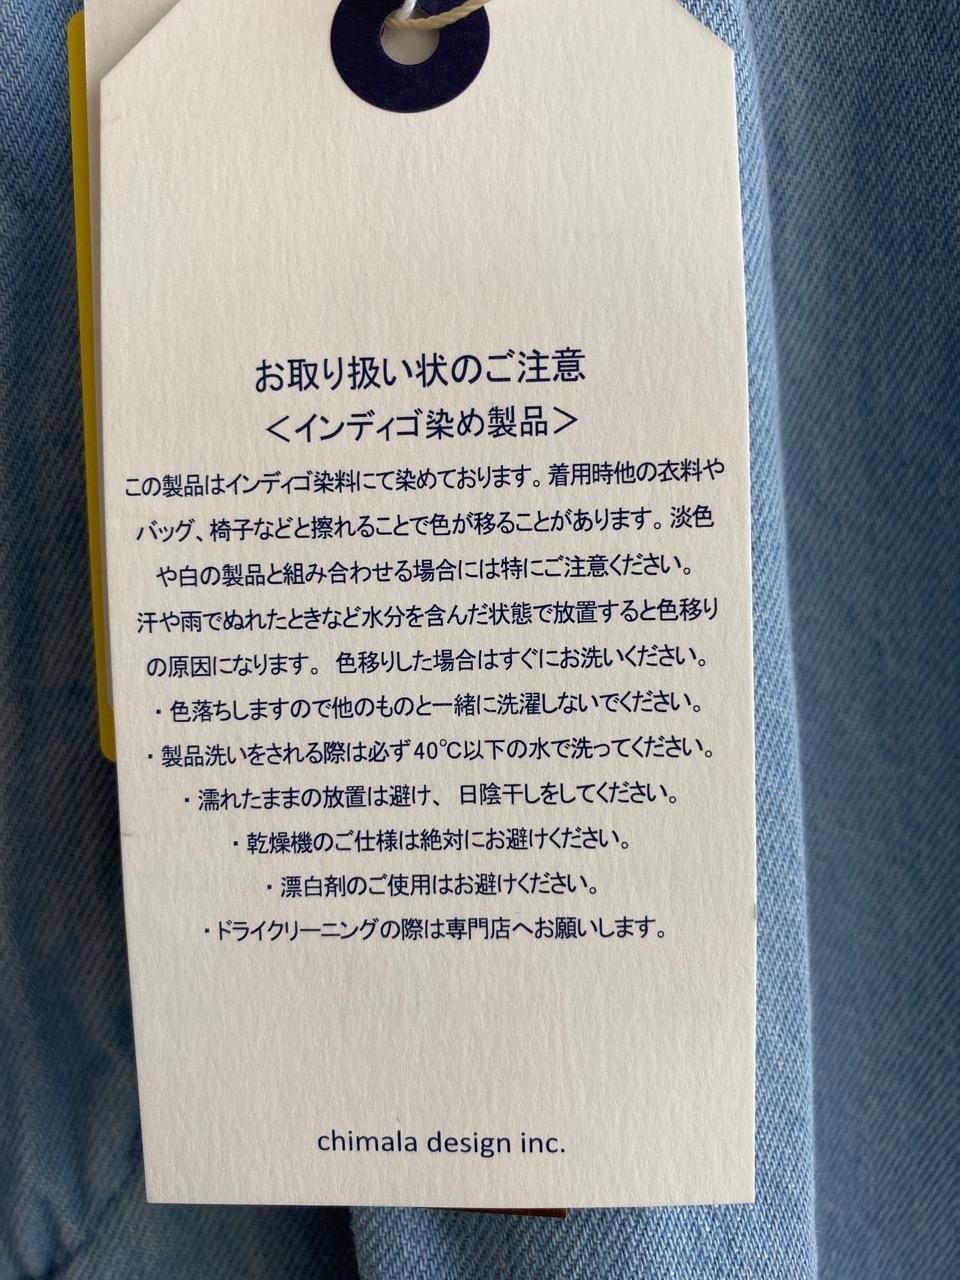 お取り扱い状のご注意
＜インディゴ染め製品＞
この製品はインディゴ染料にて染めております。着用時他の衣料や
バッグ、椅子などと擦れることで色が移ることがあります。淡色
や白の製品と組み合わせる場合には特にご注意ください。
汗や雨でぬれたときなど水分を含んだ状態で放置すると色移り
の原因になります。 色移りした場合はすぐにお洗いください。
・色落ちしますので他のものと一緒に洗濯しないでください。
・製品洗いをされる際は必ず40℃以下の水で洗ってください。
・濡れたままの放置は避け、 日陰干しをしてください。
・乾燥機のご仕様は絶対にお避けください。
・漂白剤のご使用はお避けください。
・ドライクリーニングの際は専門店へお願いします。
chimala design inc.